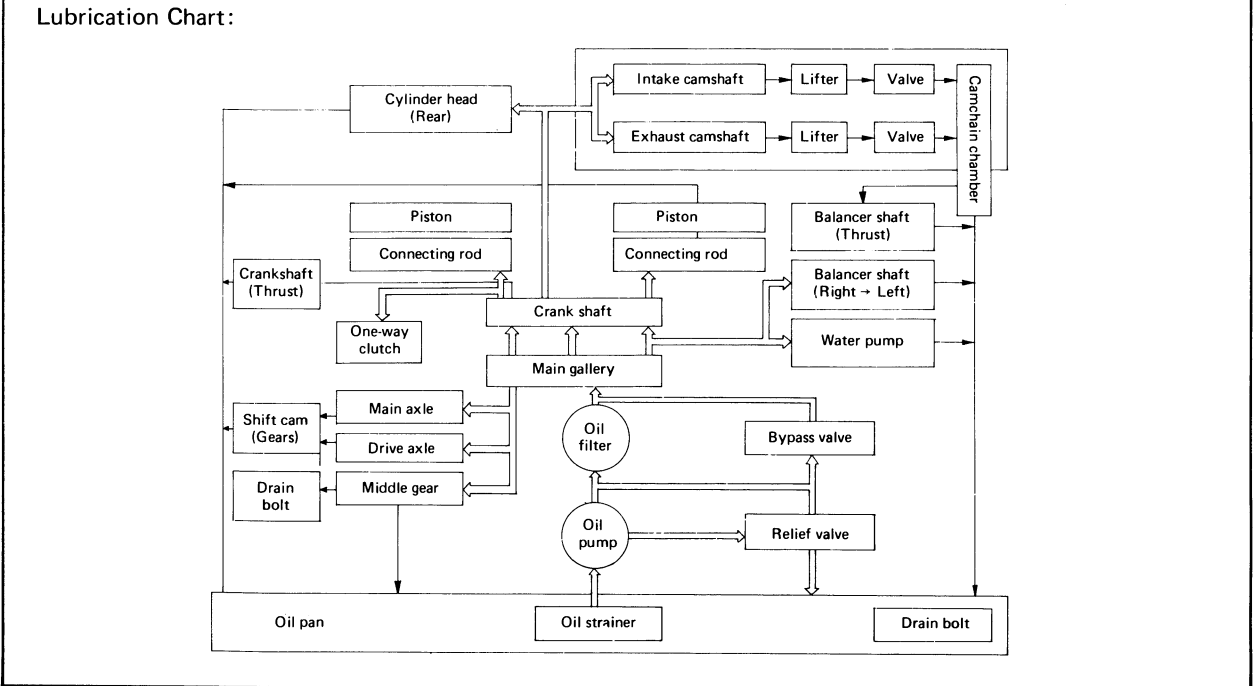 Lubrication Chart:
Intake camshaft
Lifter
Valve
Camchain chamber
Cylinder head
(Rear)
Exhaust camshaft
Lifter
Valve
Piston
Piston
Balancer shaft
(Thrust)
Connecting rod
Connecting rod
Crankshaft
(Thrust)
Balancer shaft
(Right → Left)
Crank shaft
One-way
clutch
Water pump
Main gallery
Main axle
Shift cam
(Gears)
Oil
filter
Bypass valve
Drive axle
Drain
bolt
Middle gear
Oil
pump
Relief valve
Oil pan
Oil strainer
Drain bolt